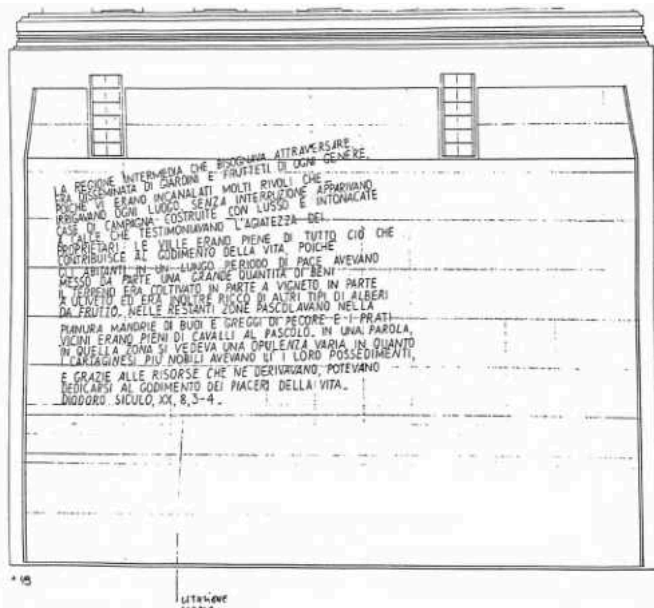 LA REGIONE INTERMEDIA CHE BISOGNAVA ATTRAVERSARE
ERA DISSEMINATA DI GIARDINI E FRUTTETI DI OGNI GENERE,
POICHE VI ERANO INCANALATI MOLTI RIVOLI CHE
IRRIGAVANO OGNI LUOGO. SENZA INTERRUZIONE APPARIVANO
CASE DI CAMPAGNA COSTRUITE CON LUSSO E INTONACATE
A CALCE CHE TESTIMONIAVANO L'AGIATEZZA DEI
PROPRIETARI: LE VILLE ERANO PIENE DI TUTTO CIÒ CHE
CONTRIBUISCE AL GODIMENTO DELLA VITA, POICHE
GLI ABITANTI IN UN LUNGO PERIODO DI PACE AVEVANO
MESSO DA PARTE UNA GRANDE QUANTITÀ DI BENI
IL TERRENO ERA COLTIVATO IN PARTE A VIGNETO IN PARTE
A ULIVETO ED ERA INOLTRE RICCO DI ALTRI TIPI DI ALBERI
DA FRUTTO. NELLE RESTANTI ZONE PASCOLAVANO NELLA
PIANURA MANDRIE DI BUOI E GREGGI DI PECORE E I PRATI
VICINI ERANO PIENI DI CAVALLI AL PASCOLO. IN UNA PAROLA,
IN QUELLA ZONA SI VEDEVA UNA OPULENZA VARIA IN QUANTO
I CARTAGINESI PIÙ NOBILI AVEVANO LÌ I LORO POSSEDIMENTI,
E GRAZIE ALLE RISORSE CHE NE DERIVAVANO, POTEVANO
DEDICARSI AL GODIMENTO DEI PIACERI DELLA VITA.
DIODORO SICULO, XX, 8, 3-4.
CITAZIONE